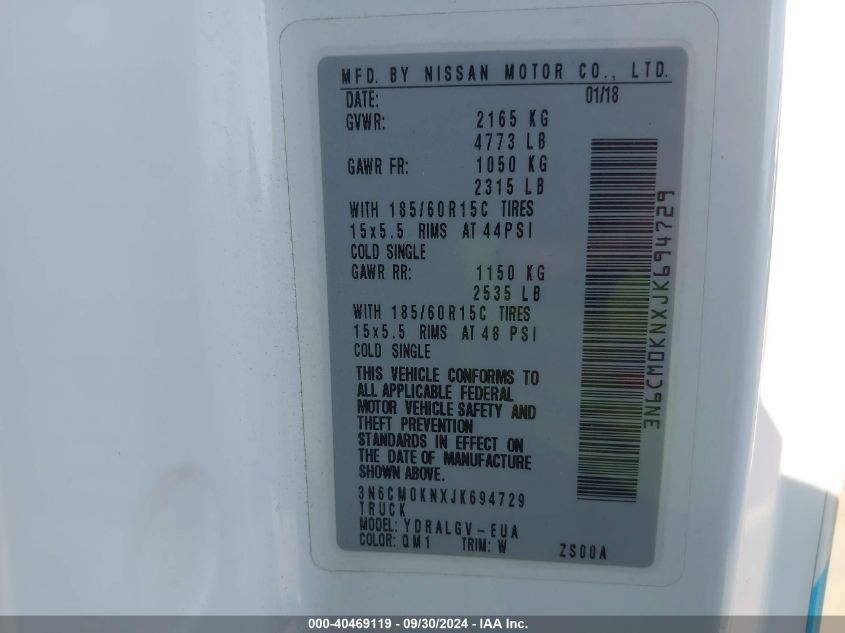 MFD. BY NISSAN MOTOR CO., LTD.
DATE: 01/18
GVWR: 2165 KG
4773 LB
GAWR FR: 1050 KG
2315 LB
WITH 185/60R15C TIRES
15x5.5 RIMS AT 44PSI
COLD SINGLE
GAWR RR: 1150 KG
2535 LB
WITH 185/60R15C TIRES
15x5.5 RIMS AT 48 PSI
COLD SINGLE
THIS VEHICLE CONFORMS TO
ALL APPLICABLE FEDERAL
MOTOR VEHICLE SAFETY AND
THEFT PREVENTION
STANDARDS IN EFFECT ON
THE DATE OF MANUFACTURE
SHOWN ABOVE.
3N6CM0KNXJK694729
TRUCK
MODEL: YDRALGV-EUA
COLOR: QM1 TRIM: W ZS00A
3N6CM0KNXJK694729
000-40469119 - 09/30/2024 - IAA Inc.